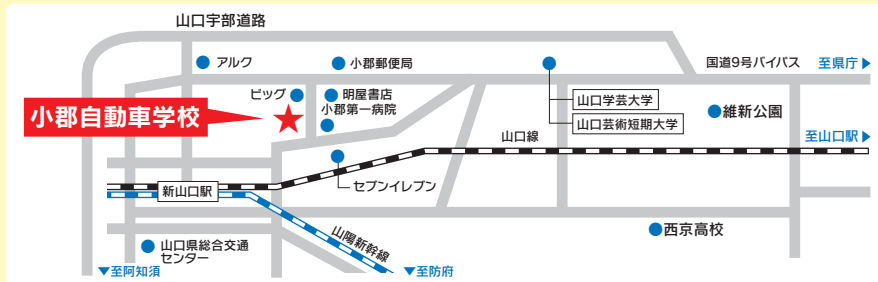 山口宇部道路
アルク
小郡郵便局
国道9号バイパス
至県庁▶
ビッグ
明屋書店
小郡第一病院
小郡自動車学校
山口学芸大学
山口芸術短期大学
維新公園
山口線
至山口駅▶
新山口駅
セブンイレブン
山口県総合交通
センター
山陽新幹線
西京高校
▼至阿知須
▼至防府